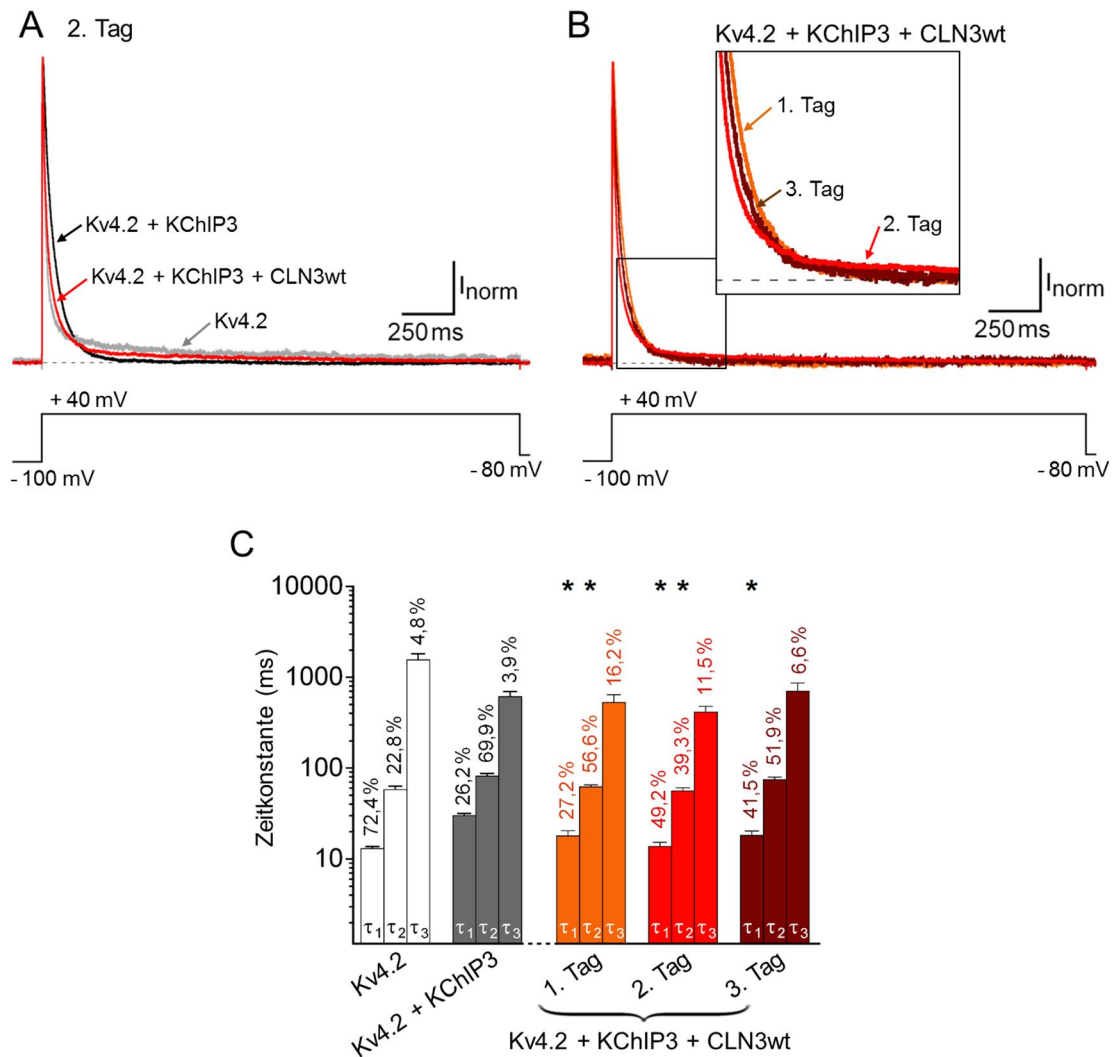 A 2. Tag
Kv4.2 + KChIP3
Kv4.2 + KChIP3 + CLN3wt
Kv4.2
Inorm
250 ms
+ 40 mV
- 100 mV
- 80 mV
B
Kv4.2 + KChIP3 + CLN3wt
1. Tag
3. Tag
2. Tag
Inorm
250 ms
+ 40 mV
- 100 mV
- 80 mV
C
Zeitkonstante (ms)
10000
1000
100
10
72,4 %
22,8 %
4,8 %
26,2 %
69,9 %
3,9 %
* *
27,2 %
56,6 %
16,2 %
* *
49,2 %
39,3 %
11,5 %
*
41,5 %
51,9 %
6,6 %
τ1 τ2 τ3
τ1 τ2 τ3
τ1 τ2 τ3
τ1 τ2 τ3
τ1 τ2 τ3
Kv4.2
Kv4.2 + KChIP3
1. Tag
2. Tag
3. Tag
Kv4.2 + KChIP3 + CLN3wt